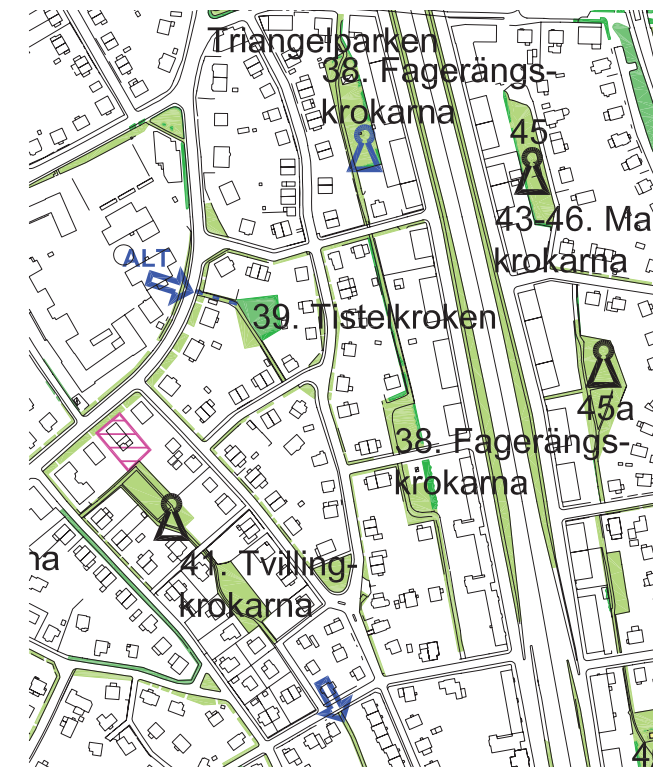 Triangelparken
38. Fagerängs-
krokarna
45
43-46. Ma
krokarna
ALT
39. Tistelkroken
45a
38. Fagerängs-
krokarna
na
41. Tvilling-
krokarna